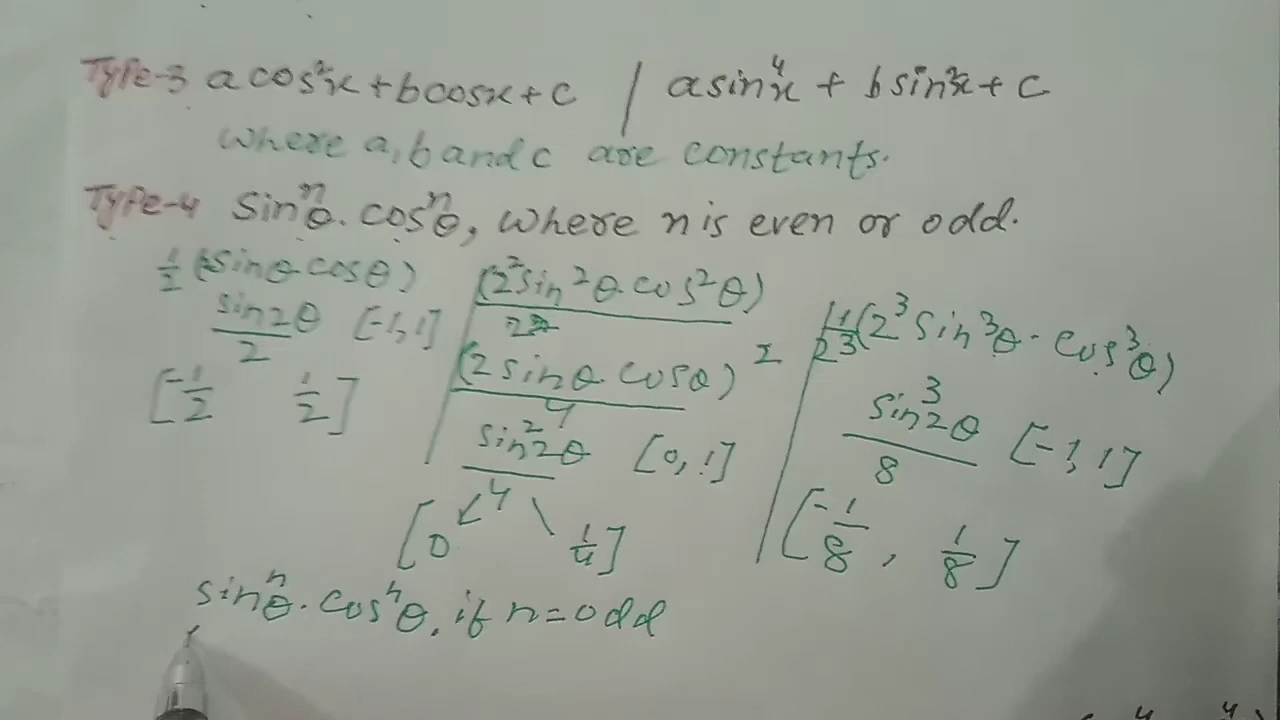 Type-3 a cos²x + b cosx + c | a sin⁴x + b sin²x + c
where a, b and c are constants.
Type-4 sinⁿθ. cosⁿθ, where n is even or odd.
1/2 (2sinθ cosθ)
sin2θ/2 [-1, 1]
[-1/2 1/2]
(2² sin²θ cos²θ)/2²
(2 sinθ cosθ)²/4
sin²2θ/4 [0, 1]
[0 1/4]
1/2³ (2³ sin³θ. cos³θ)
sin³2θ/8 [-1, 1]
[-1/8, 1/8]
sinⁿθ. cosⁿθ, if n = odd